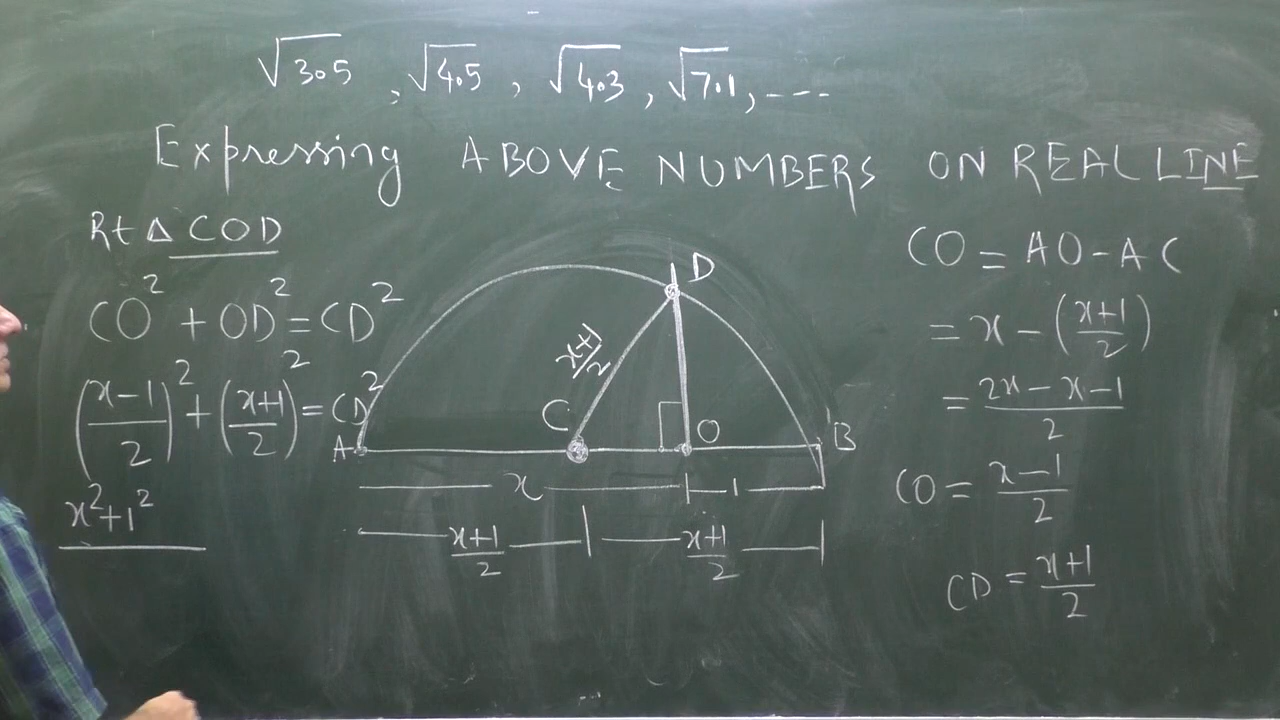 √3.5 , √4.5 , √4.3 , √7.1 , ---
Expressing ABOVE NUMBERS ON REAL LINE
Rt △ COD
CO² + OD² = CD²
((x-1)/2)² + ((x+1)/2)² = CD²
x²+1²
D
(x+1)/2
C
A
O
B
x
1
(x+1)/2
(x+1)/2
CO = AO - AC
= x - ((x+1)/2)
= (2x - x - 1)/2
CO = (x-1)/2
CD = (x+1)/2